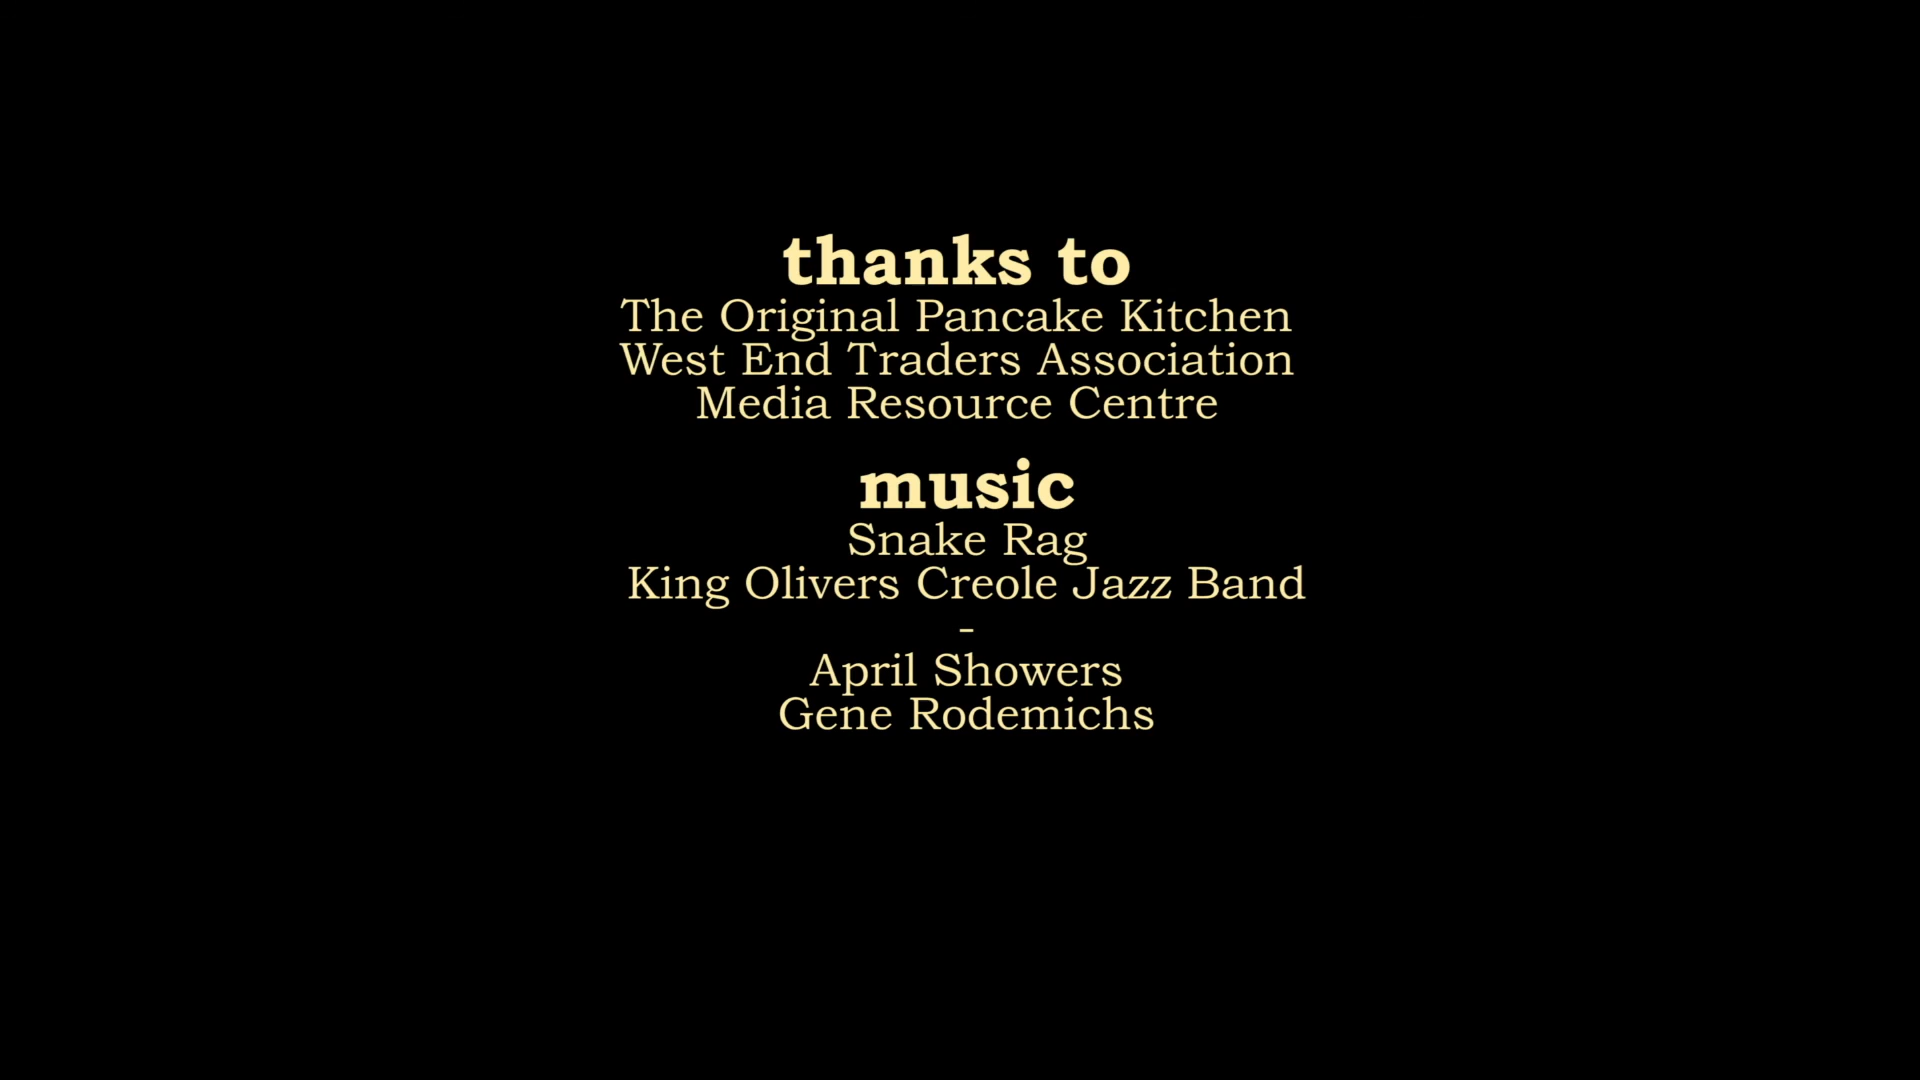 thanks to
The Original Pancake Kitchen
West End Traders Association
Media Resource Centre
music
Snake Rag
King Olivers Creole Jazz Band
-
April Showers
Gene Rodemichs